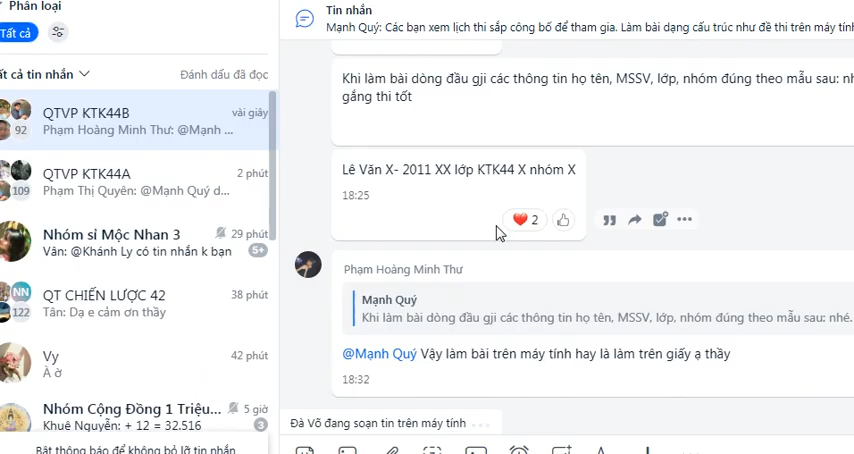 Phân loại
Tất cả
ất cả tin nhắn
Đánh dấu đã đọc
QTVP KTK44B
vài giây
92
Phạm Hoàng Minh Thư: @Mạnh ...
QTVP KTK44A
2 phút
109
Phạm Thị Quyên: @Mạnh Quý d...
Nhóm sỉ Mộc Nhan 3
29 phút
Vân: @Khánh Ly có tin nhắn k bạn
5+
NN
QT CHIẾN LƯỢC 42
38 phút
122
Tân: Dạ e cảm ơn thầy
Vy
42 phút
À ờ
Nhóm Cộng Đồng 1 Triệu...
5 giờ
Khuê Nguyễn: + 12 = 32.516
3
Bật thông báo để không bỏ lỡ tin nhắn
Tin nhắn
Mạnh Quý: Các bạn xem lịch thi sắp công bố để tham gia. Làm bài dạng cấu trúc như đề thi trên máy tính
Khi làm bài dòng đầu gji các thông tin họ tên, MSSV, lớp, nhóm đúng theo mẫu sau:
gắng thi tốt
Lê Văn X- 2011 XX lớp KTK44 X nhóm X
18:25
2
Phạm Hoàng Minh Thư
Mạnh Quý
Khi làm bài dòng đầu gji các thông tin họ tên, MSSV, lớp, nhóm đúng theo mẫu sau: nhé.
@Mạnh Quý Vậy làm bài trên máy tính hay là làm trên giấy ạ thầy
18:32
Đà Võ đang soạn tin trên máy tính